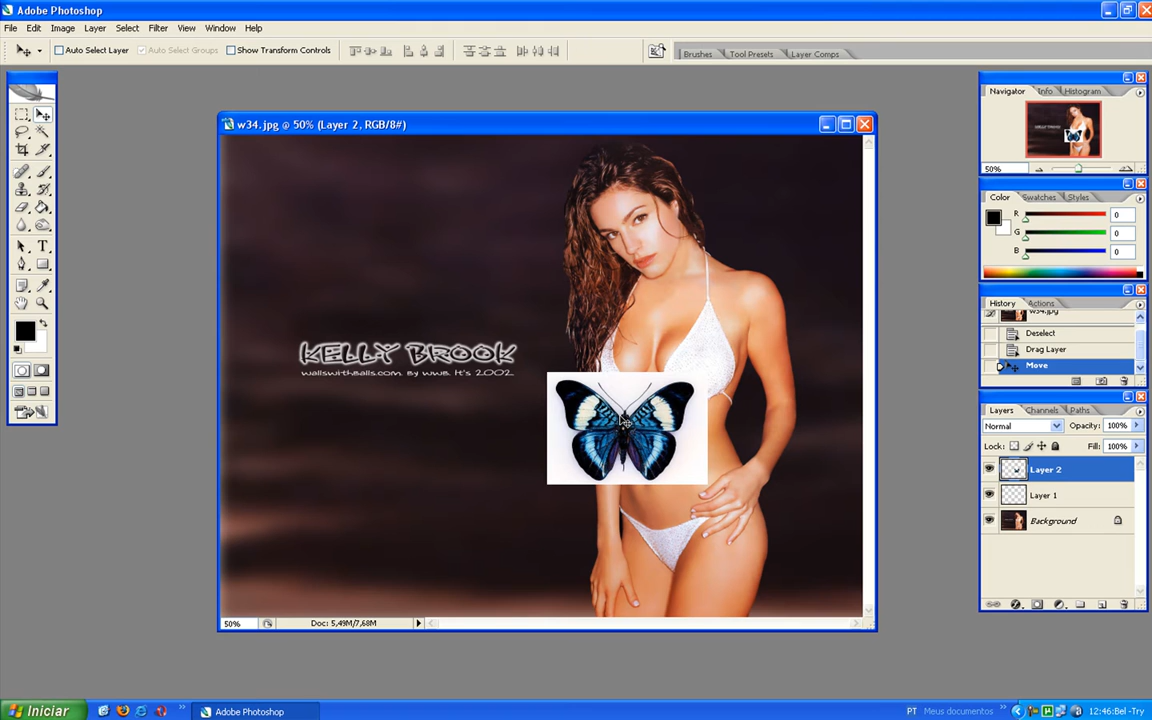 Adobe Photoshop
File Edit Image Layer Select Filter View Window Help
Auto Select Layer Auto Select Groups Show Transform Controls Brushes Tool Presets Layer Comps
w34.jpg @ 50% (Layer 2, RGB/8#)
KELLY BROOK
wallswithballs.com. by wwb. It's 2002
50% Doc: 5,49M/7,68M
Navigator Info Histogram
50%
Color Swatches Styles
R 0
G 0
B 0
History Actions
w34.jpg
Deselect
Drag Layer
Move
Layers Channels Paths
Normal Opacity: 100%
Lock: Fill: 100%
Layer 2
Layer 1
Background
Iniciar Adobe Photoshop PT Meus documentos 12:46:Bel -Try